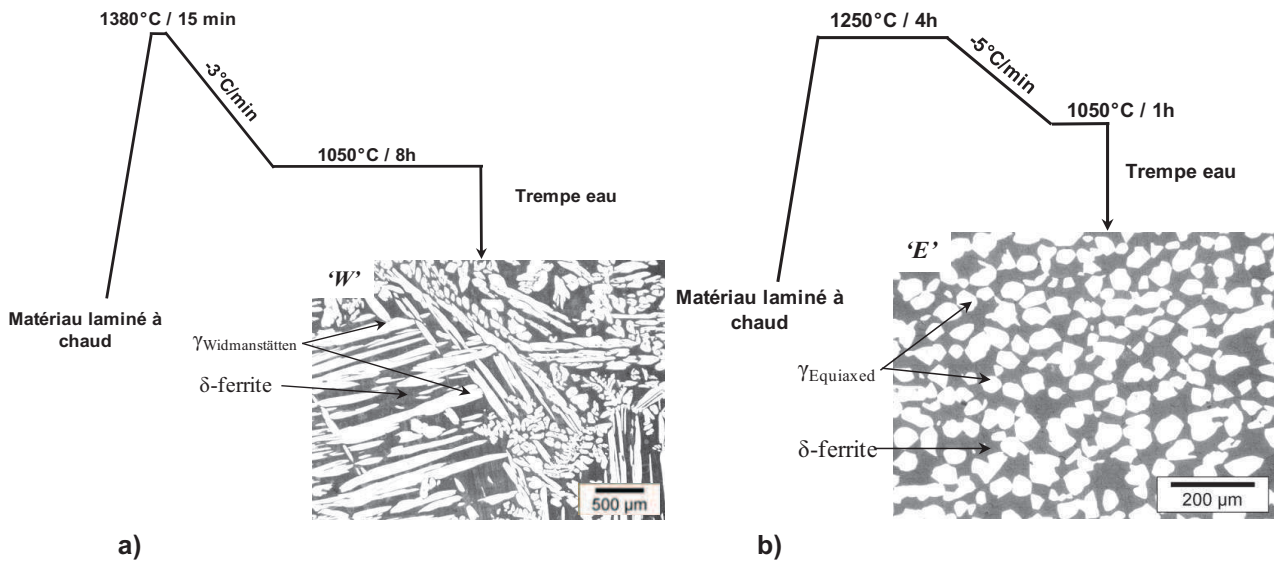 1380°C / 15 min
-3°C/min
1050°C / 8h
Trempe eau
'W'
Matériau laminé à
chaud
γWidmanstätten
δ-ferrite
500 µm
a)
1250°C / 4h
-5°C/min
1050°C / 1h
Trempe eau
'E'
Matériau laminé à
chaud
γEquiaxed
δ-ferrite
200 µm
b)